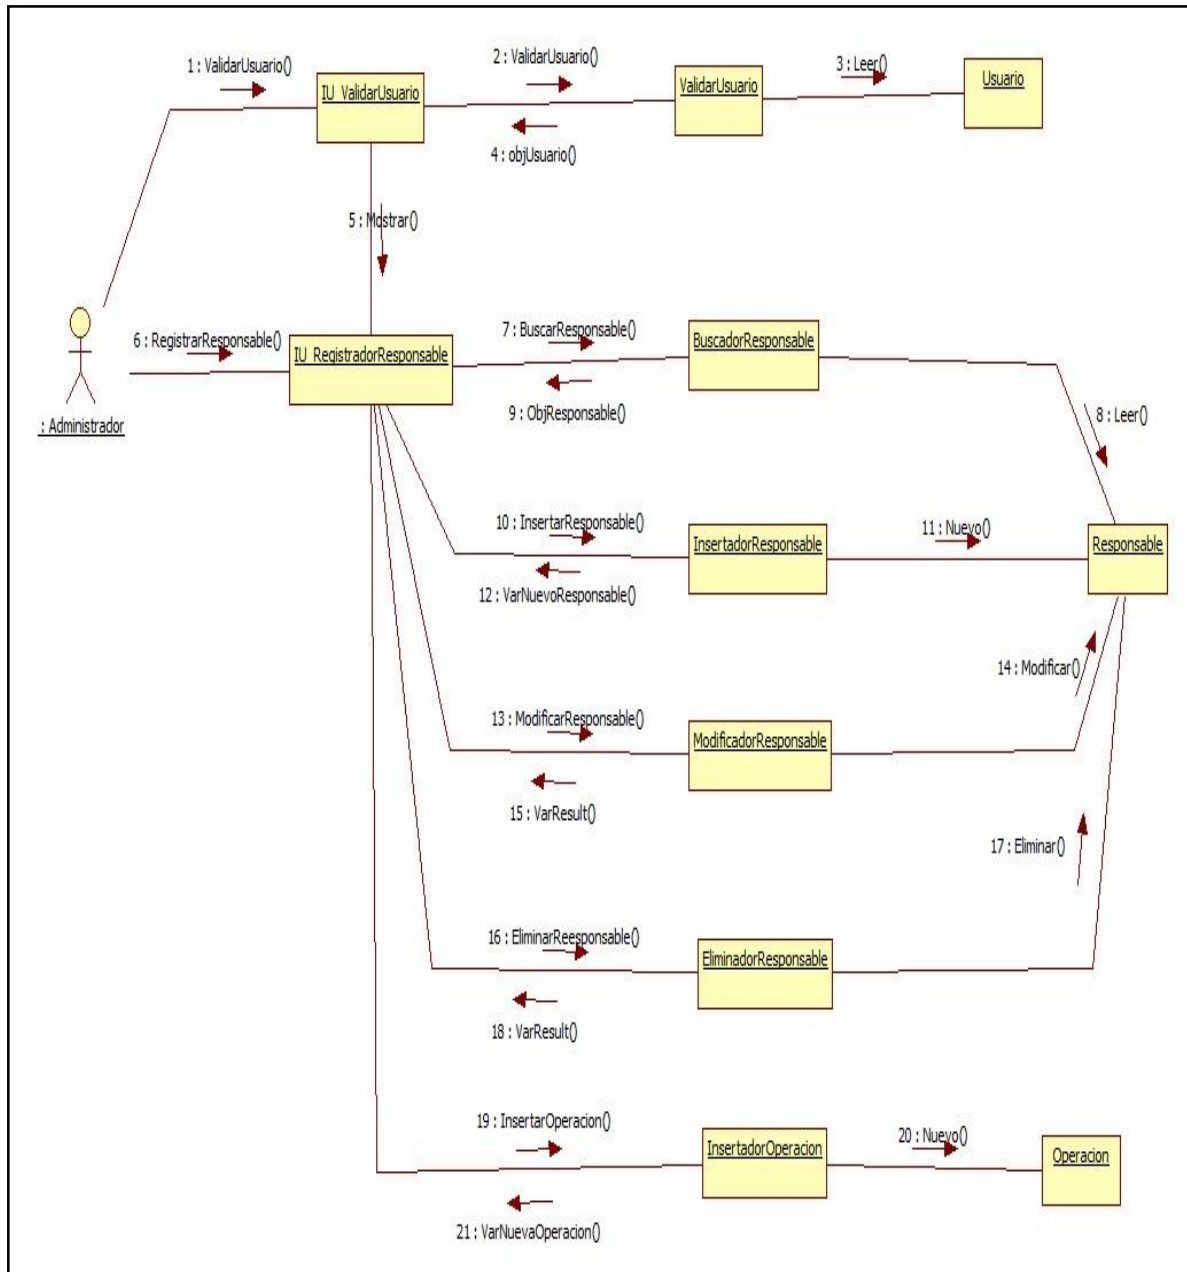 1 : ValidarUsuario()
2 : ValidarUsuario()
3 : Leer()
IU_ValidarUsuario
ValidarUsuario
Usuario
4 : objUsuario()
5 : Mostrar()
6 : RegistrarResponsable()
IU_RegistradorResponsable
7 : BuscarResponsable()
BuscadorResponsable
9 : ObjResponsable()
8 : Leer()
: Administrador
10 : InsertarResponsable()
InsertadorResponsable
11 : Nuevo()
Responsable
12 : VarNuevoResponsable()
13 : ModificarResponsable()
ModificadorResponsable
14 : Modificar()
15 : VarResult()
17 : Eliminar()
16 : EliminarReesponsable()
EliminadorResponsable
18 : VarResult()
19 : InsertarOperacion()
InsertadorOperacion
20 : Nuevo()
Operacion
21 : VarNuevaOperacion()